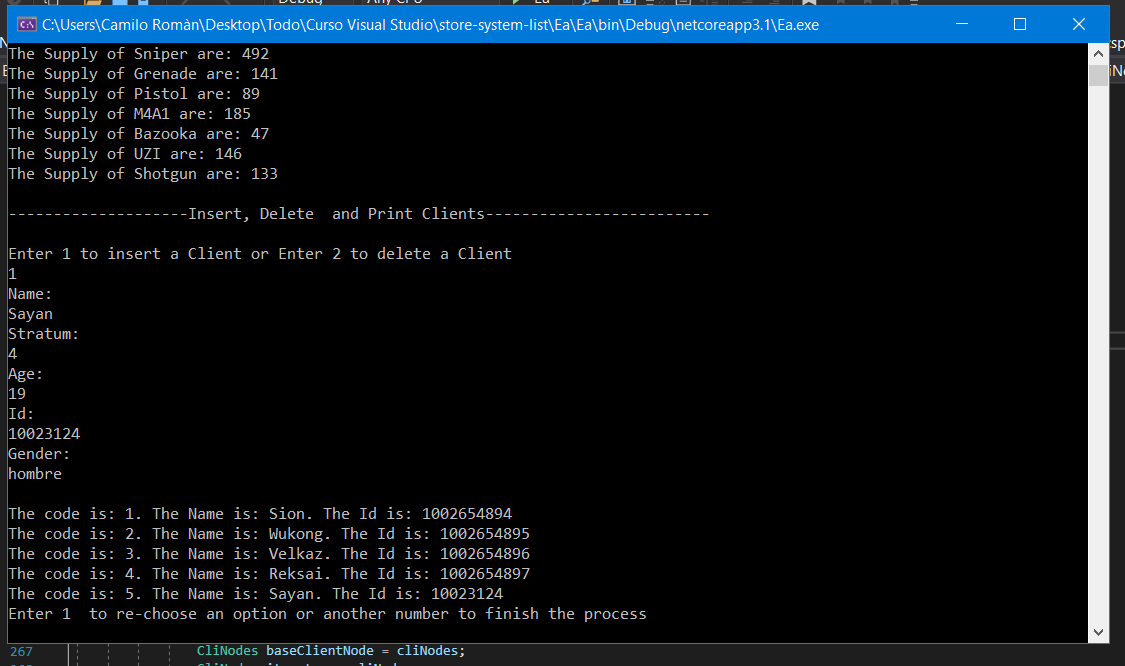 Debug Any CPU Ea
C:\Users\Camilo Romàn\Desktop\Todo\Curso Visual Studio\store-system-list\Ea\Ea\bin\Debug\netcoreapp3.1\Ea.exe
The Supply of Sniper are: 492
The Supply of Grenade are: 141
The Supply of Pistol are: 89
The Supply of M4A1 are: 185
The Supply of Bazooka are: 47
The Supply of UZI are: 146
The Supply of Shotgun are: 133
--------------------Insert, Delete  and Print Clients-------------------------
Enter 1 to insert a Client or Enter 2 to delete a Client
1
Name:
Sayan
Stratum:
4
Age:
19
Id:
10023124
Gender:
hombre
The code is: 1. The Name is: Sion. The Id is: 1002654894
The code is: 2. The Name is: Wukong. The Id is: 1002654895
The code is: 3. The Name is: Velkaz. The Id is: 1002654896
The code is: 4. The Name is: Reksai. The Id is: 1002654897
The code is: 5. The Name is: Sayan. The Id is: 10023124
Enter 1  to re-choose an option or another number to finish the process
267 CliNodes baseClientNode = cliNodes;